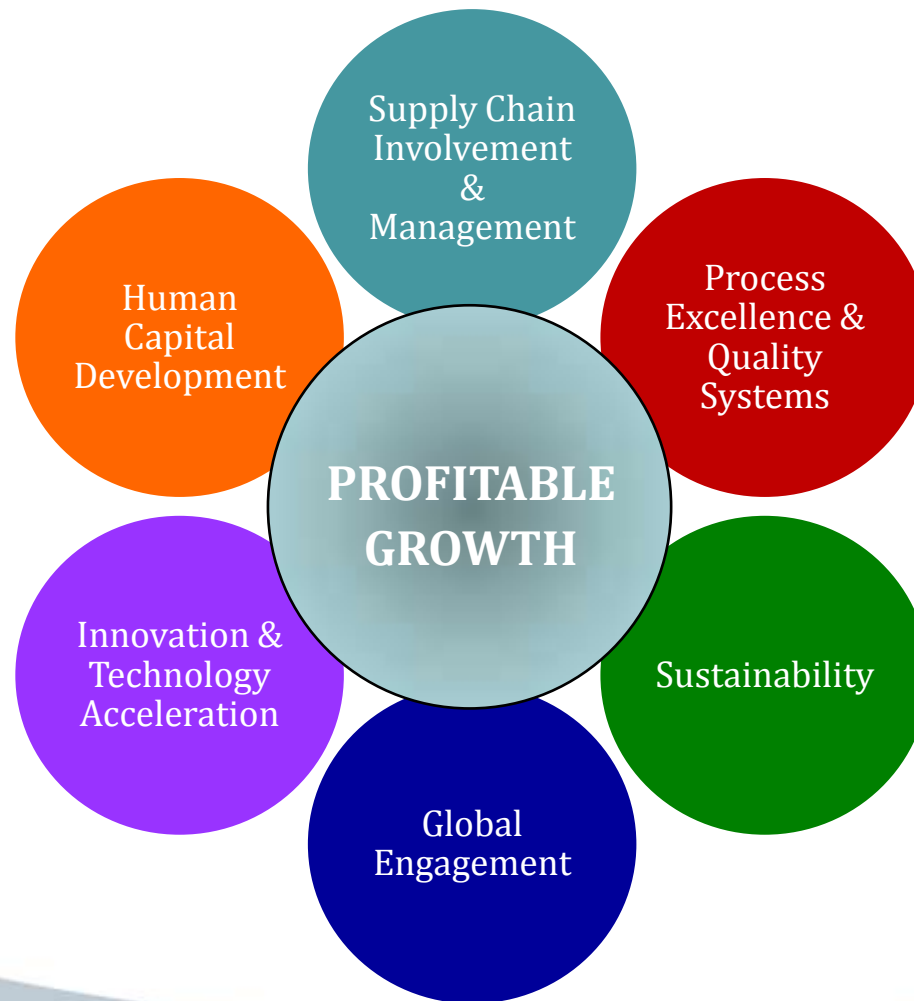 Supply Chain
Involvement
&
Management
Process
Excellence &
Quality
Systems
Sustainability
Global
Engagement
Innovation &
Technology
Acceleration
Human
Capital
Development
PROFITABLE
GROWTH